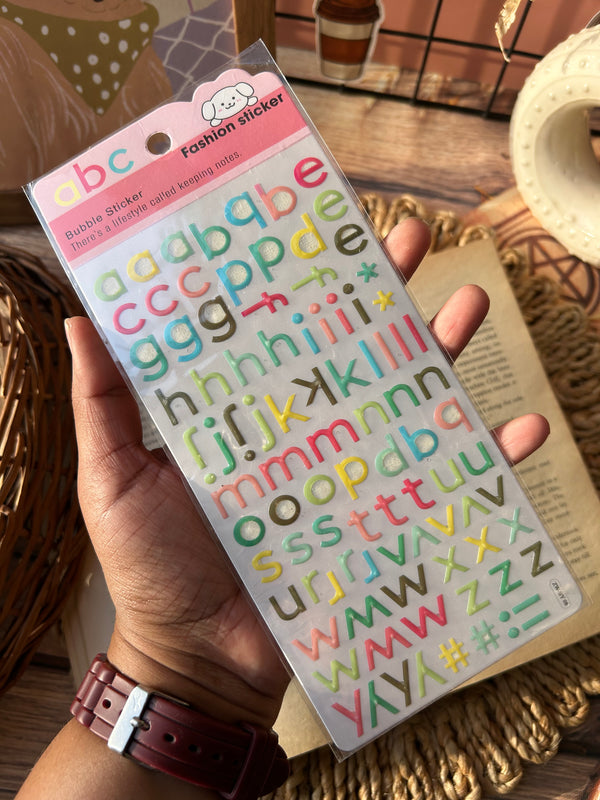 abc
Fashion sticker
Bubble Sticker
There's a lifestyle called keeping notes.
a a a b q b e
c c c p p d e
g g g f f e
h h h h i i i i *
j j j j k k k l l l l *
m m m n n n
o o o p d b q
s s s t t t u u
u r j r j v v v v
w w w x x x
w m w z z z
y y y y # # : =